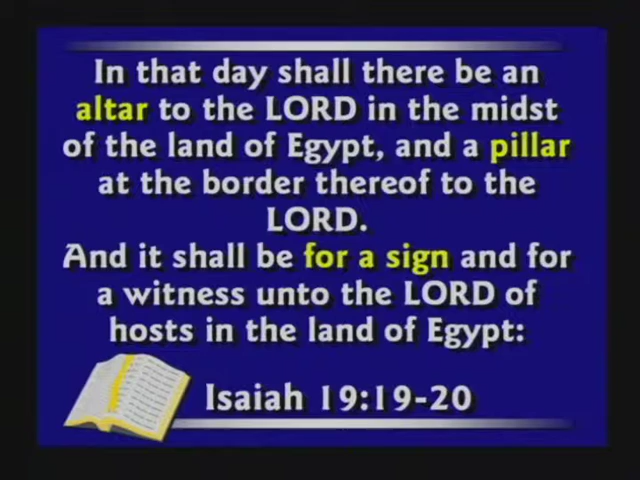 In that day shall there be an
altar to the LORD in the midst
of the land of Egypt, and a pillar
at the border thereof to the
LORD.
And it shall be for a sign and for
a witness unto the LORD of
hosts in the land of Egypt:
Isaiah 19:19-20